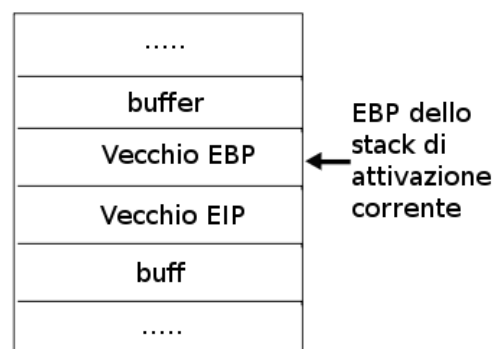 .....
buffer
Vecchio EBP
Vecchio EIP
buff
.....
EBP dello
stack di
attivazione
corrente